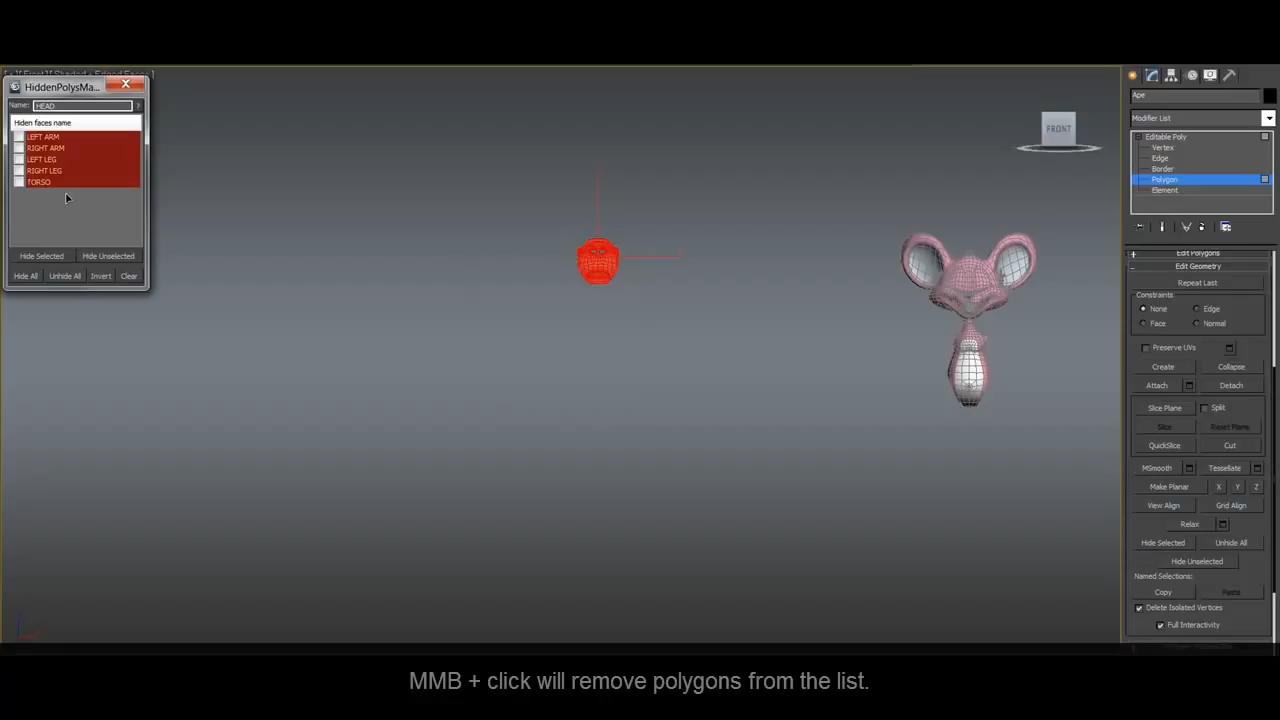 HiddenPolysMa...
Name: HEAD
Hiden faces name
LEFT ARM
RIGHT ARM
LEFT LEG
RIGHT LEG
TORSO
Hide Selected Hide Unselected
Hide All Unhide All Invert Clear
FRONT
Ape
Modifier List
Editable Poly
Vertex
Edge
Border
Polygon
Element
Edit Polygons
Edit Geometry
Repeat Last
Constraints
None Edge
Face Normal
Preserve UVs
Create Collapse
Attach Detach
Slice Plane Split
Slice Reset Plane
QuickSlice Cut
MSmooth Tessellate
Make Planar X Y Z
View Align Grid Align
Relax
Hide Selected Unhide All
Hide Unselected
Named Selections:
Copy Paste
Delete Isolated Vertices
Full Interactivity
MMB + click will remove polygons from the list.